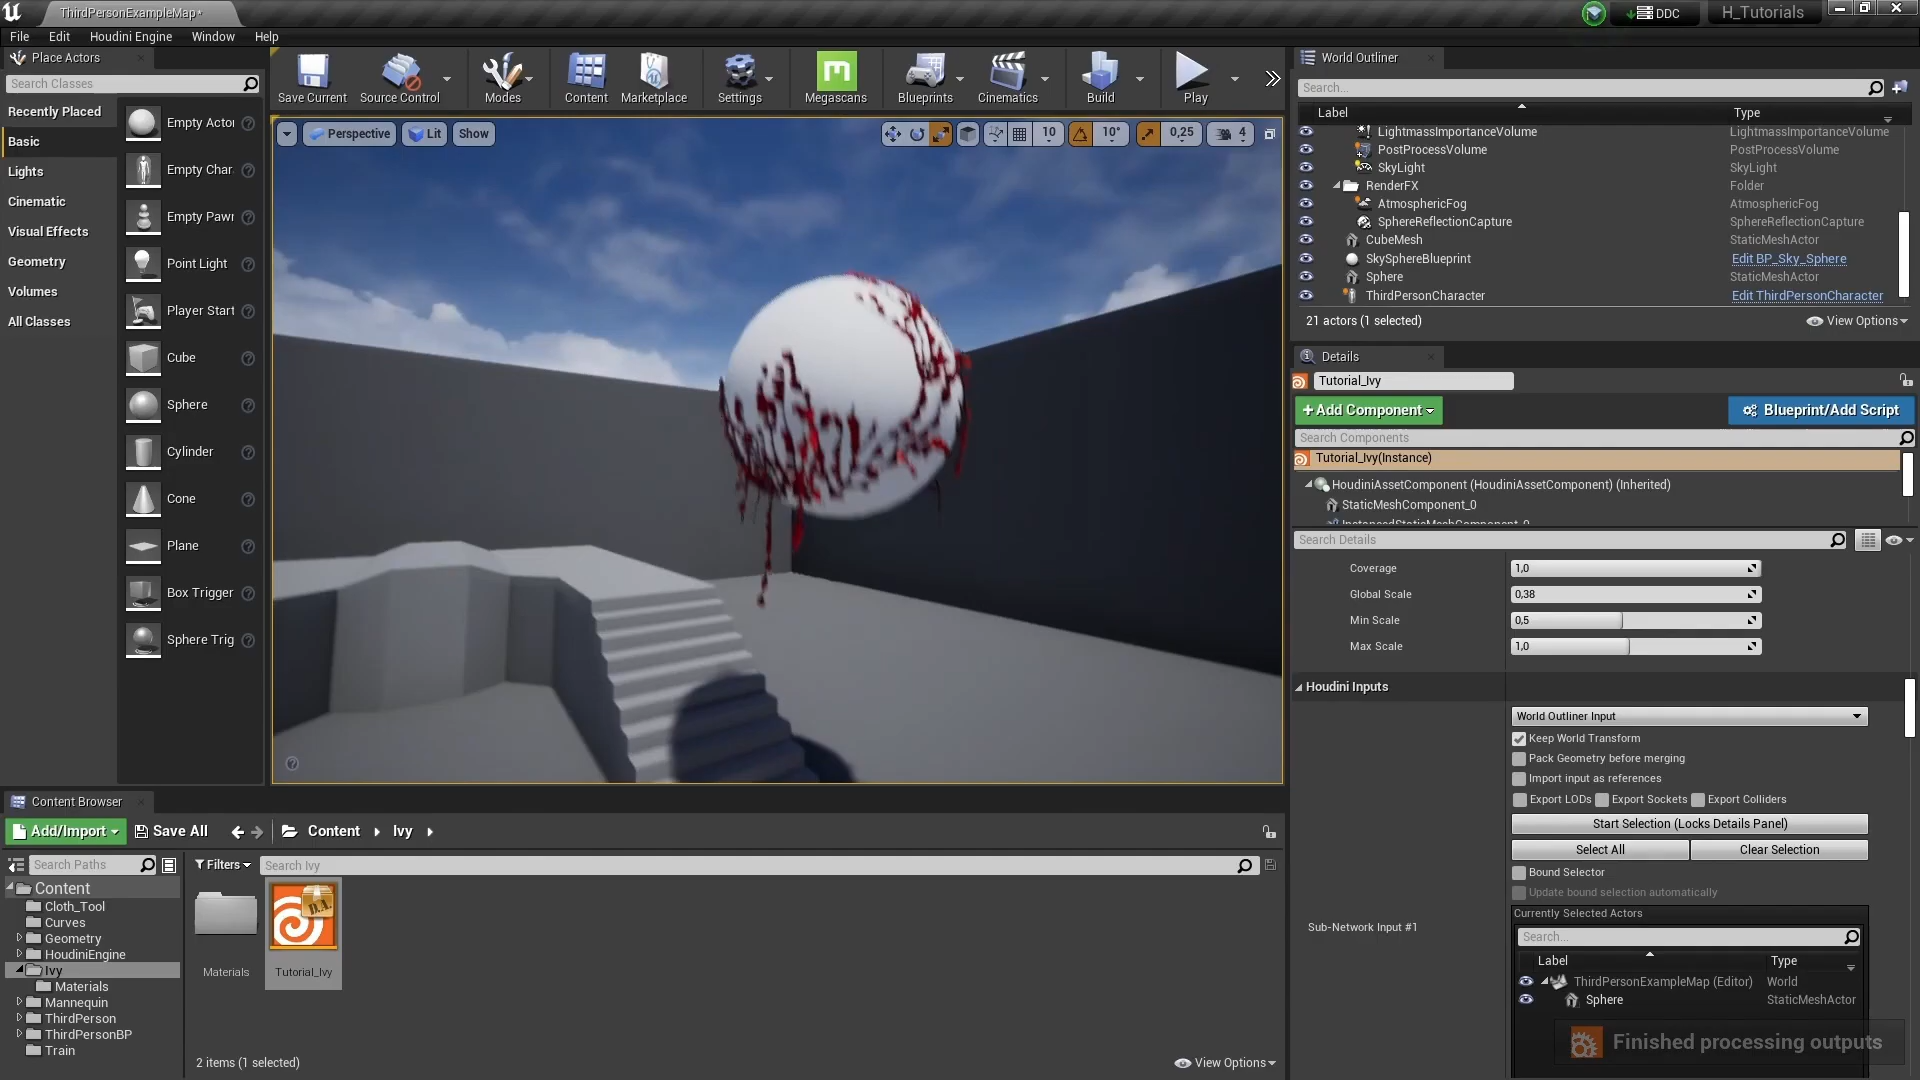 ThirdPersonExampleMap*
DDC
H_Tutorials
File Edit Houdini Engine Window Help
Place Actors
Search Classes
Recently Placed
Basic
Lights
Cinematic
Visual Effects
Geometry
Volumes
All Classes
Empty Actor
Empty Char
Empty Pawn
Point Light
Player Start
Cube
Sphere
Cylinder
Cone
Plane
Box Trigger
Sphere Trig
Save Current
Source Control
Modes
Content
Marketplace
Settings
Megascans
Blueprints
Cinematics
Build
Play
Perspective
Lit
Show
10
10°
0,25
4
World Outliner
Search...
Label Type
LightmassImportanceVolume LightmassImportanceVolume
PostProcessVolume PostProcessVolume
SkyLight SkyLight
RenderFX Folder
AtmosphericFog AtmosphericFog
SphereReflectionCapture SphereReflectionCapture
CubeMesh StaticMeshActor
SkySphereBlueprint Edit BP_Sky_Sphere
Sphere StaticMeshActor
ThirdPersonCharacter Edit ThirdPersonCharacter
21 actors (1 selected) View Options
Details
Tutorial_Ivy
+Add Component Blueprint/Add Script
Search Components
Tutorial_Ivy(Instance)
HoudiniAssetComponent (HoudiniAssetComponent) (Inherited)
StaticMeshComponent_0
InstancedStaticMeshComponent_0
Search Details
Coverage 1,0
Global Scale 0,38
Min Scale 0,5
Max Scale 1,0
Houdini Inputs
World Outliner Input
Keep World Transform
Pack Geometry before merging
Import input as references
Export LODs Export Sockets Export Colliders
Start Selection (Locks Details Panel)
Select All Clear Selection
Bound Selector
Update bound selection automatically
Currently Selected Actors
Sub-Network Input #1
Search...
Label Type
ThirdPersonExampleMap (Editor) World
Sphere StaticMeshActor
Finished processing outputs
Content Browser
Add/Import Save All Content Ivy
Search Paths
Filters Search Ivy
Content
Cloth_Tool
Curves
Geometry
HoudiniEngine
Ivy
Materials
Mannequin
ThirdPerson
ThirdPersonBP
Train
Materials
B.A.
Tutorial_Ivy
2 items (1 selected) View Options